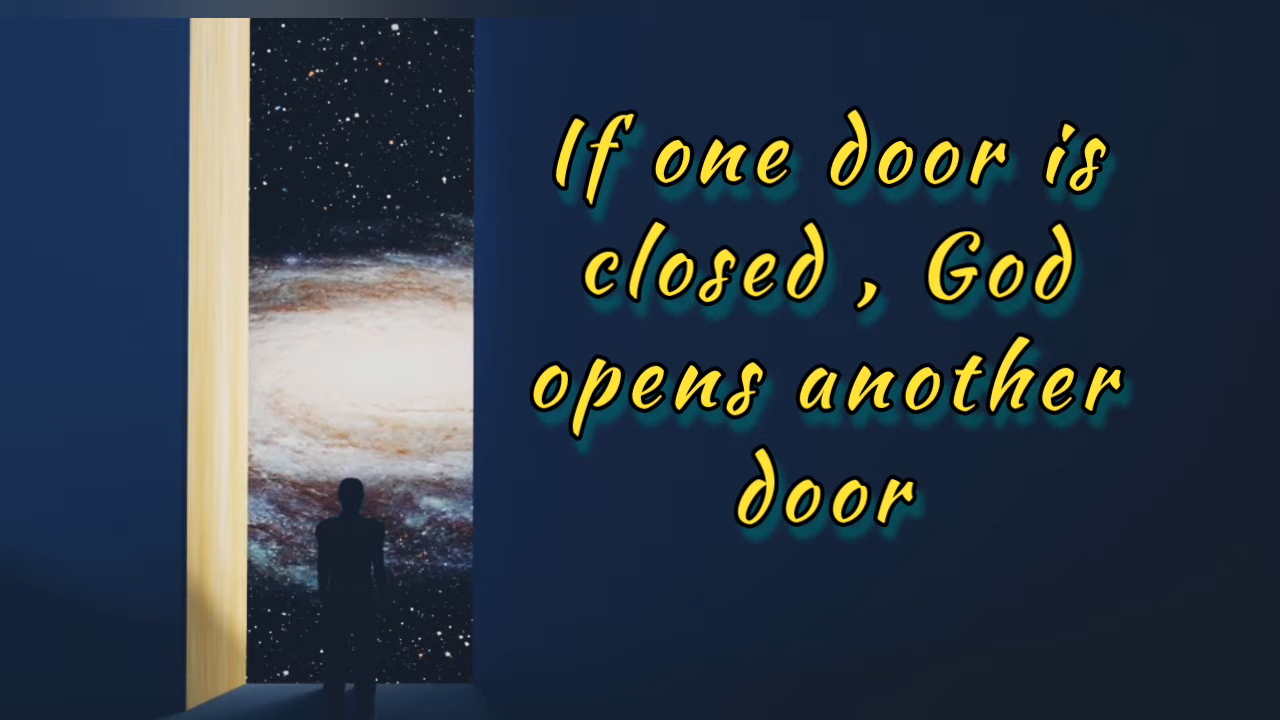 If one door is
closed , God
opens another
door